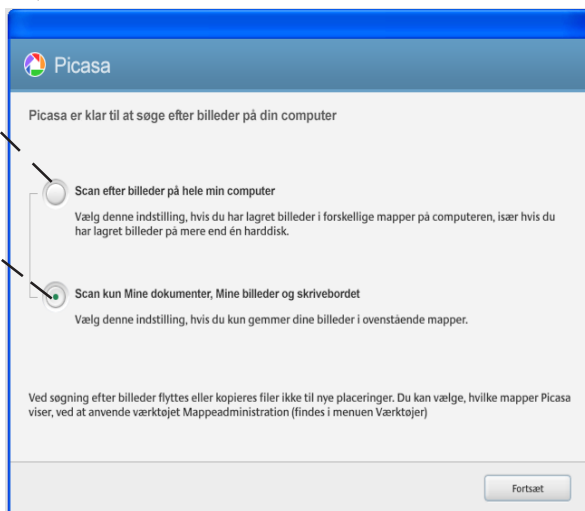 Picasa
Picasa er klar til at søge efter billeder på din computer
Scan efter billeder på hele min computer
Vælg denne indstilling, hvis du har lagret billeder i forskellige mapper på computeren, især hvis du
har lagret billeder på mere end én harddisk.
Scan kun Mine dokumenter, Mine billeder og skrivebordet
Vælg denne indstilling, hvis du kun gemmer dine billeder i ovenstående mapper.
Ved søgning efter billeder flyttes eller kopieres filer ikke til nye placeringer. Du kan vælge, hvilke mapper Picasa
viser, ved at anvende værktøjet Mappeadministration (findes i menuen Værktøjer)
Fortsæt